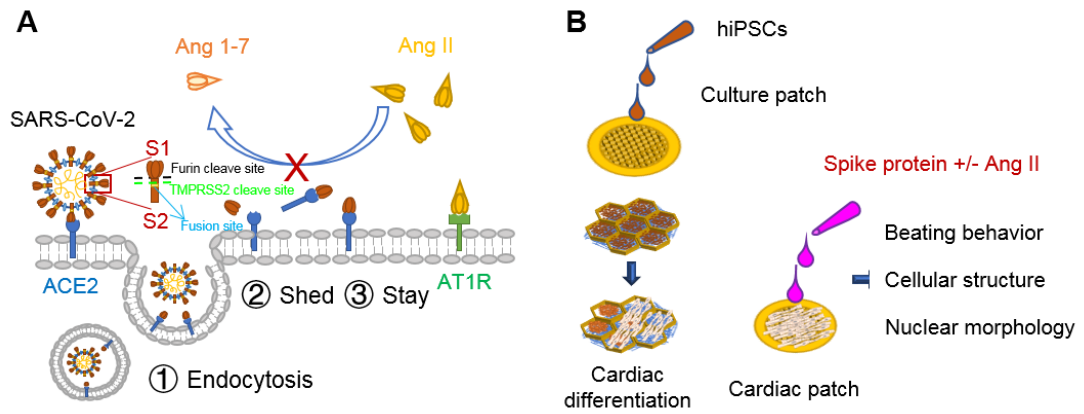 A
Ang 1-7
Ang II
SARS-CoV-2
S1
Furin cleave site
X
TMPRSS2 cleave site
S2
Fusion site
ACE2
② Shed
③ Stay
AT1R
① Endocytosis
B
hiPSCs
Culture patch
Spike protein +/- Ang II
Beating behavior
Cellular structure
Nuclear morphology
Cardiac
differentiation
Cardiac patch